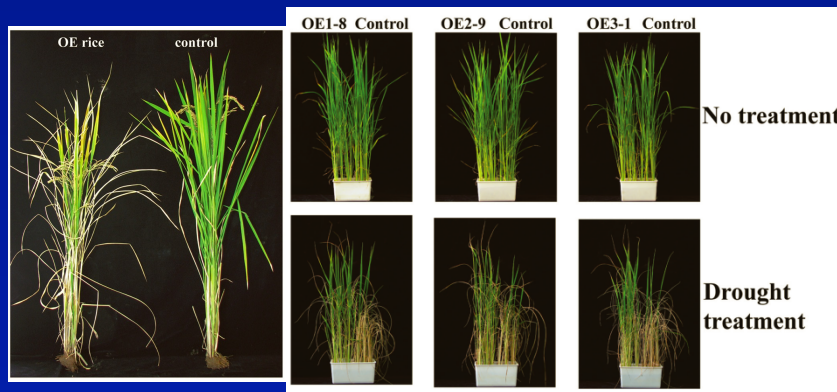 OE rice control
OE1-8 Control
OE2-9 Control
OE3-1 Control
No treatment
Drought
treatment